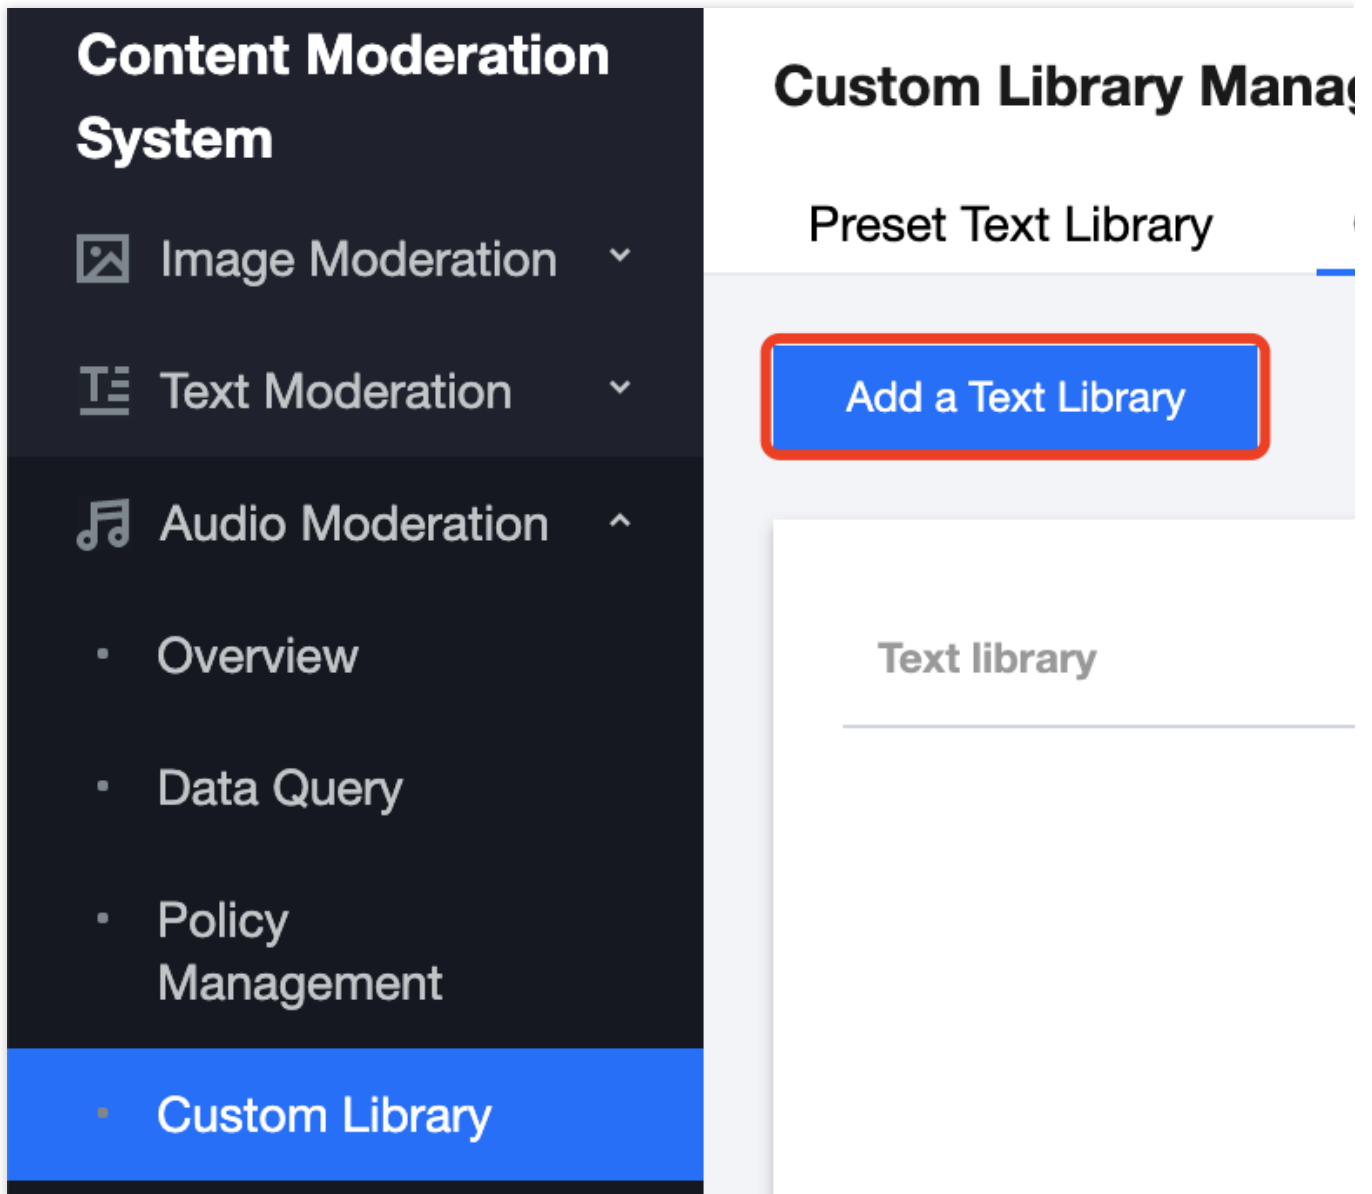 Content Moderation
System
Image Moderation
Text Moderation
Audio Moderation
Overview
Data Query
Policy
Management
Custom Library
Custom Library
Preset Text Library
Add a Text Library
Text library